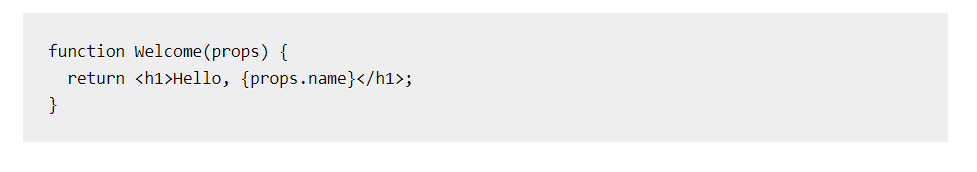 function Welcome(props) {
  return <h1>Hello, {props.name}</h1>;
}